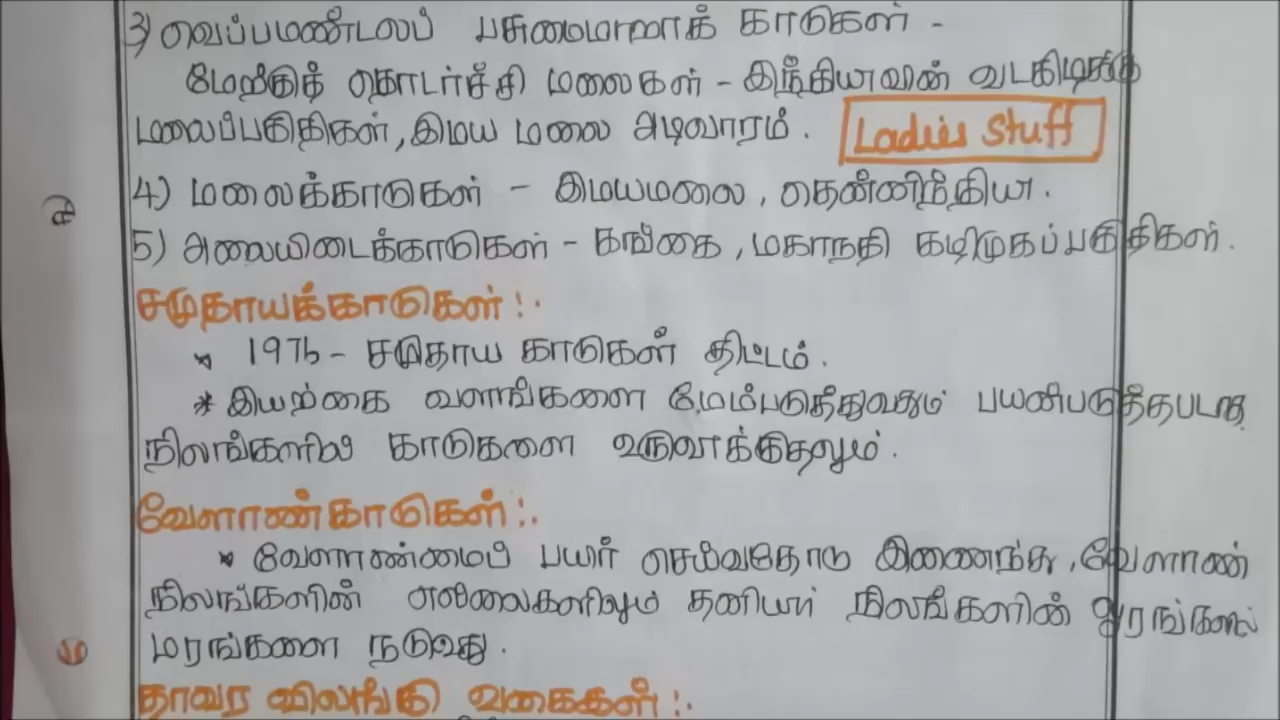 3) வெப்பமண்டலப் பசுமைமாறாக் காடுகள் -
மேற்குத் தொடர்ச்சி மலைகள் - இந்தியாவின் வடகிழக்கு
மலைப்பகுதிகள், இமய மலை அடிவாரம். Ladies Stuff
4) மலைக்காடுகள் - இமயமலை, தென்னிந்தியா.
5) அலையிடைக்காடுகள் - கங்கை, மகாநதி கழிமுகப்பகுதிகள்.
சமுதாயக்காடுகள்:.
* 1976 - சமுதாய காடுகள் திட்டம்.
* இயற்கை வளங்களை மேம்படுத்துவதும் பயன்படுத்தபடாத
நிலங்களில் காடுகளை உருவாக்குதலும்.
வேளாண்காடுகள்:.
* வேளாண்மைப் பயிர் செய்வதோடு இணைந்து, வேளாண்
நிலங்களின் எல்லைகளிலும் தனியார் நிலங்களின் ஓரங்களில்
மரங்களை நடுவது.
தாவர விலங்கு வகைகள்:.